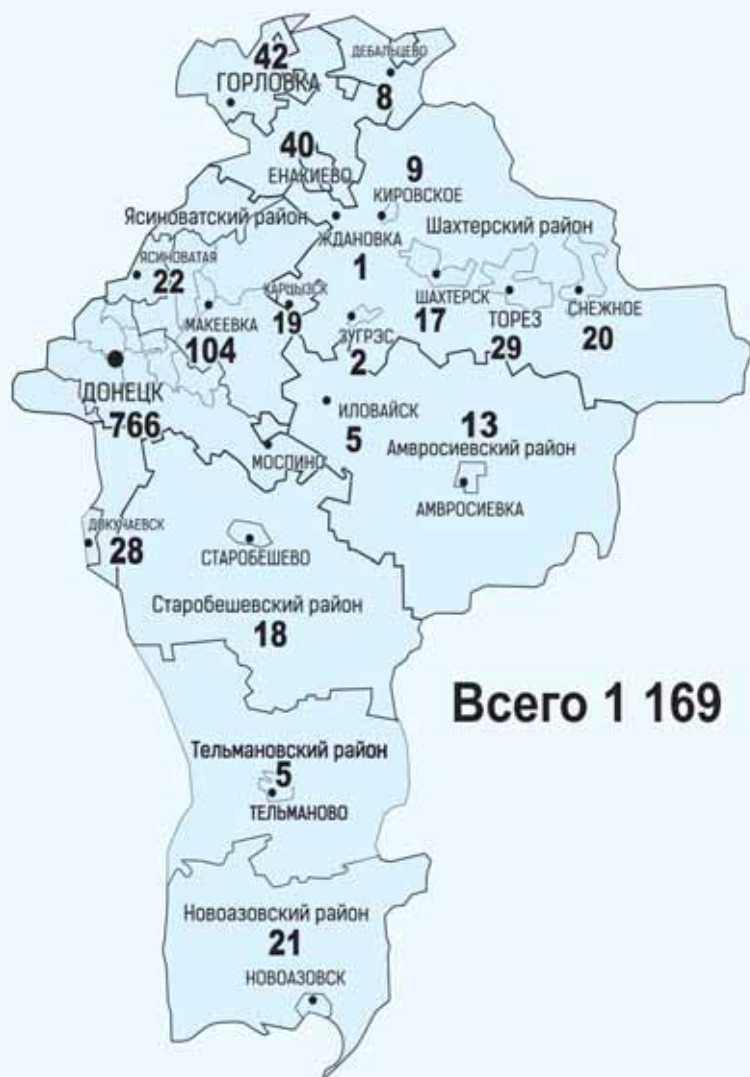 42
ГОРЛОВКА
ДЕБАЛЬЦЕВО
8
40
ЕНАКИЕВО
9
КИРОВСКОЕ
Ясиноватский район
ЖДАНОВКА
1
Шахтерский район
ЯСИНОВАТАЯ
22
МАКЕЕВКА
104
ХАРЦЫЗСК
19
ЗУГРЭС
2
ШАХТЕРСК
17
ТОРЕЗ
29
СНЕЖНОЕ
20
ДОНЕЦК
766
МОСПИНО
ИЛОВАЙСК
5
13
Амвросиевский район
АМВРОСИЕВКА
ДОКУЧАЕВСК
28
СТАРОБЕШЕВО
Старобешевский район
18
Всего 1 169
Тельмановский район
5
ТЕЛЬМАНОВО
Новоазовский район
21
НОВОАЗОВСК